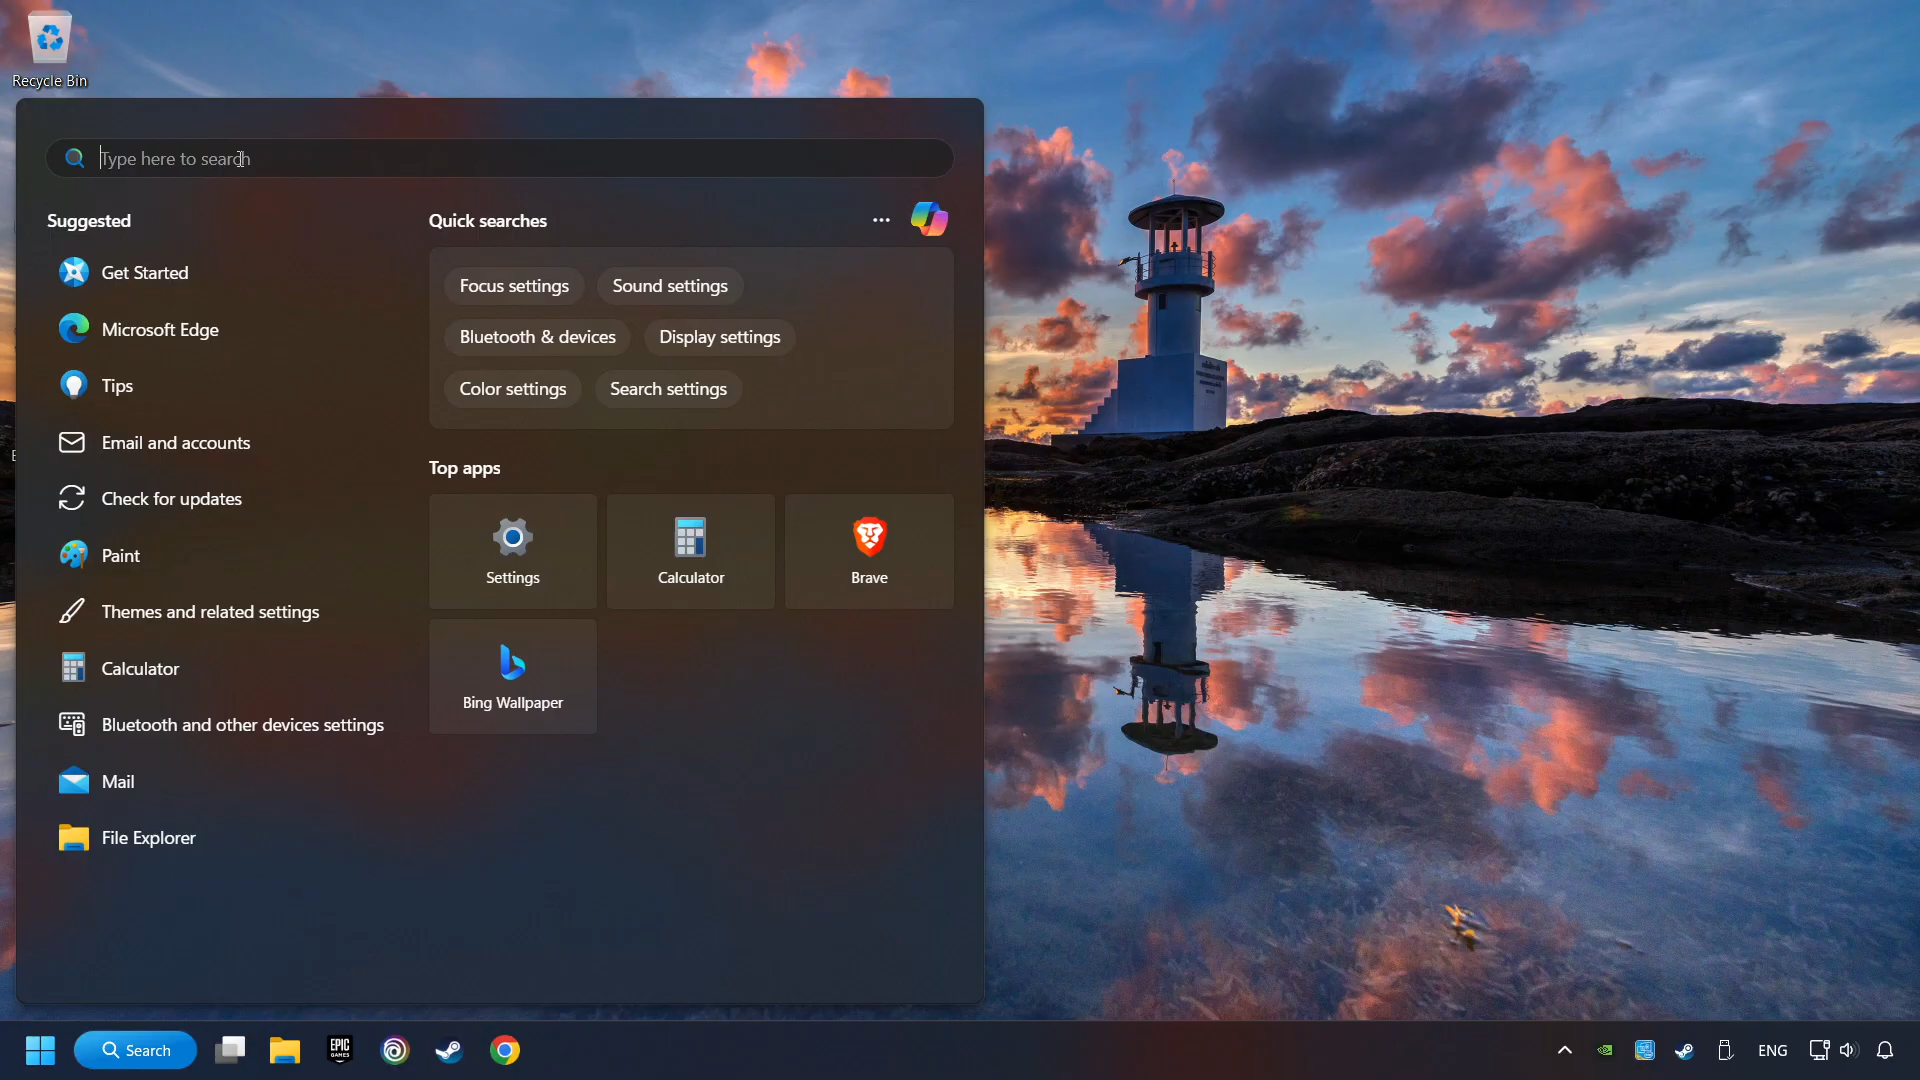 Recycle Bin
Type here to search
Suggested
Get Started
Microsoft Edge
Tips
Email and accounts
Check for updates
Paint
Themes and related settings
Calculator
Bluetooth and other devices settings
Mail
File Explorer
Quick searches
Focus settings
Sound settings
Bluetooth & devices
Display settings
Color settings
Search settings
Top apps
Settings
Calculator
Brave
Bing Wallpaper
Search
EPIC
GAMES
ENG